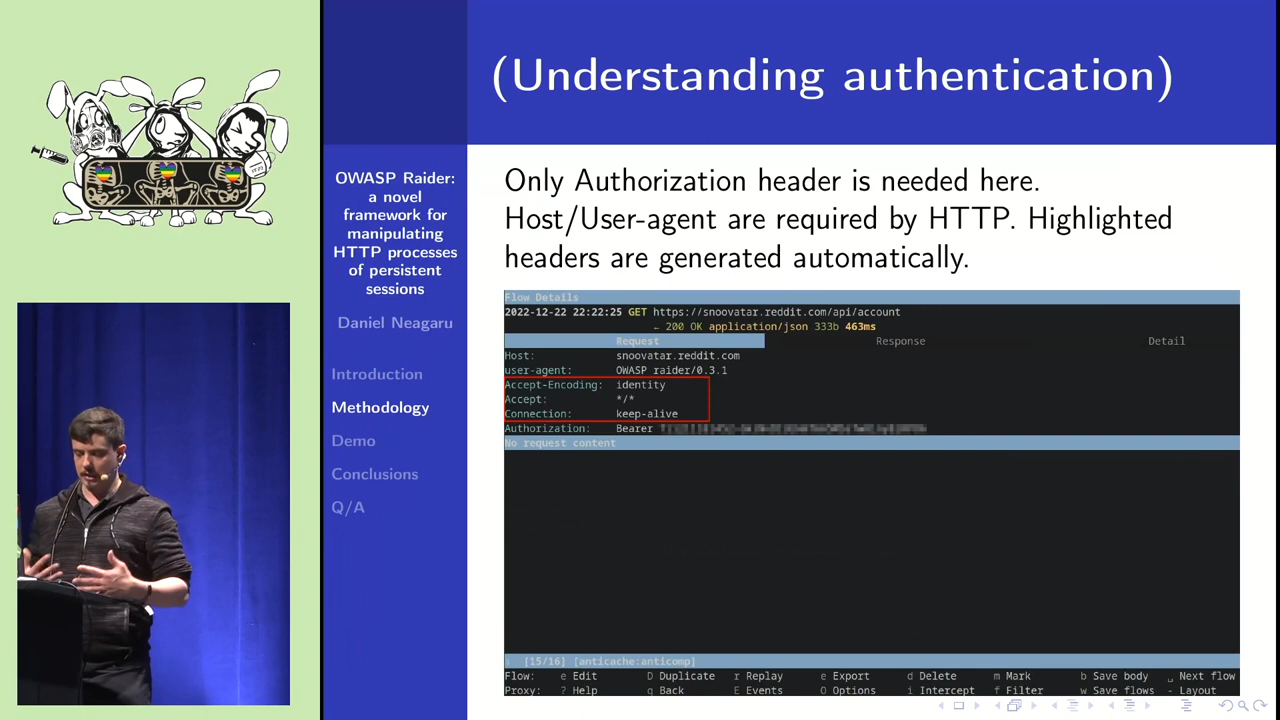 (Understanding authentication)
OWASP Raider:
a novel
framework for
manipulating
HTTP processes
of persistent
sessions
Daniel Neagaru
Introduction
Methodology
Demo
Conclusions
Q/A
Only Authorization header is needed here.
Host/User-agent are required by HTTP. Highlighted
headers are generated automatically.
Flow Details
2022-12-22 22:22:25 GET https://snoovatar.reddit.com/api/account
← 200 OK application/json 333b 463ms
Request Response Detail
Host: snoovatar.reddit.com
user-agent: OWASP raider/0.3.1
Accept-Encoding: identity
Accept: */*
Connection: keep-alive
Authorization: Bearer
No request content
[15/16] [anticache:anticomp]
Flow: e Edit D Duplicate r Replay e Export d Delete m Mark b Save body ␣ Next flow
Proxy: ? Help q Back E Events O Options i Intercept f Filter w Save flows - Layout